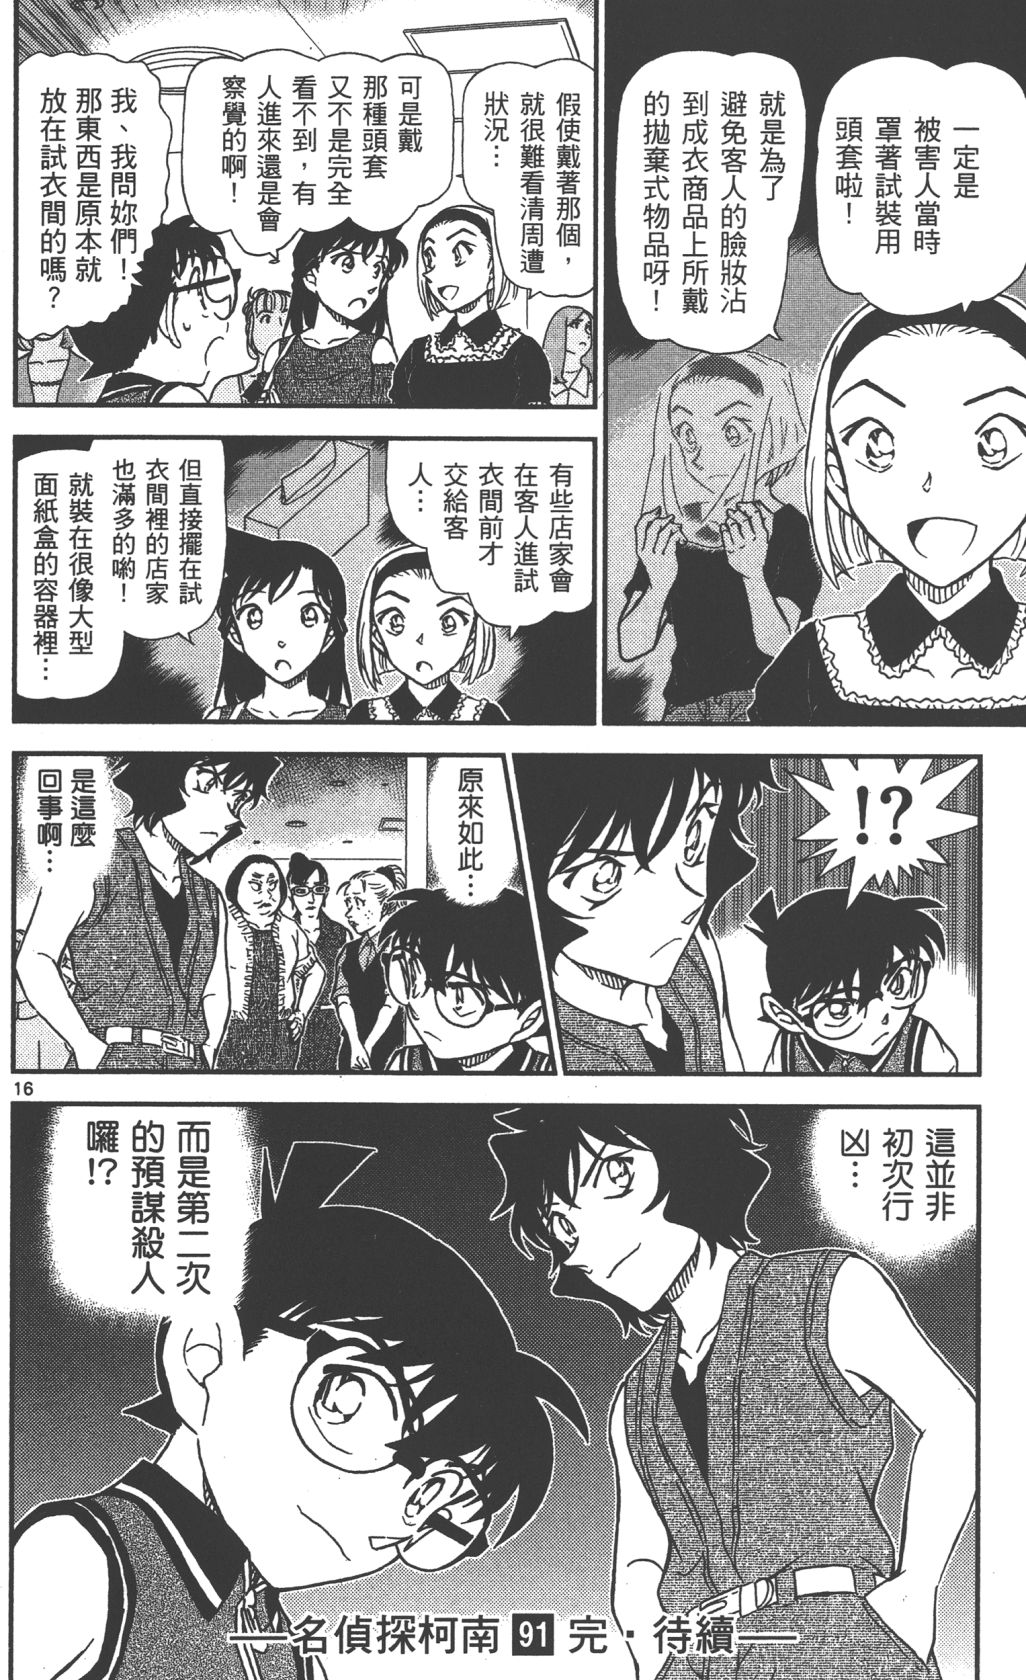 一定是
被害人當時
罩著試裝用
頭套啦！
就是為了
避免客人的臉妝沾
到成衣商品上所戴
的拋棄式物品呀！
假使戴著那個，
就很難看清周遭
狀況…
可是戴
那種頭套
又不是完全
看不到，有
人進來還是會
察覺的啊！
我、我問妳們！
那東西是原本就
放在試衣間的嗎？
有些店家會
在客人進試
衣間前才
交給客
人…
但直接擺在試
衣間裡的店家
也滿多的喲！
就裝在很像大型
面紙盒的容器裡…
!?
原來如此…
是這麼
回事啊…
16
這並非
初次行
凶…
而是第二次
的預謀殺人
囉!?
名偵探柯南 91 完・待續